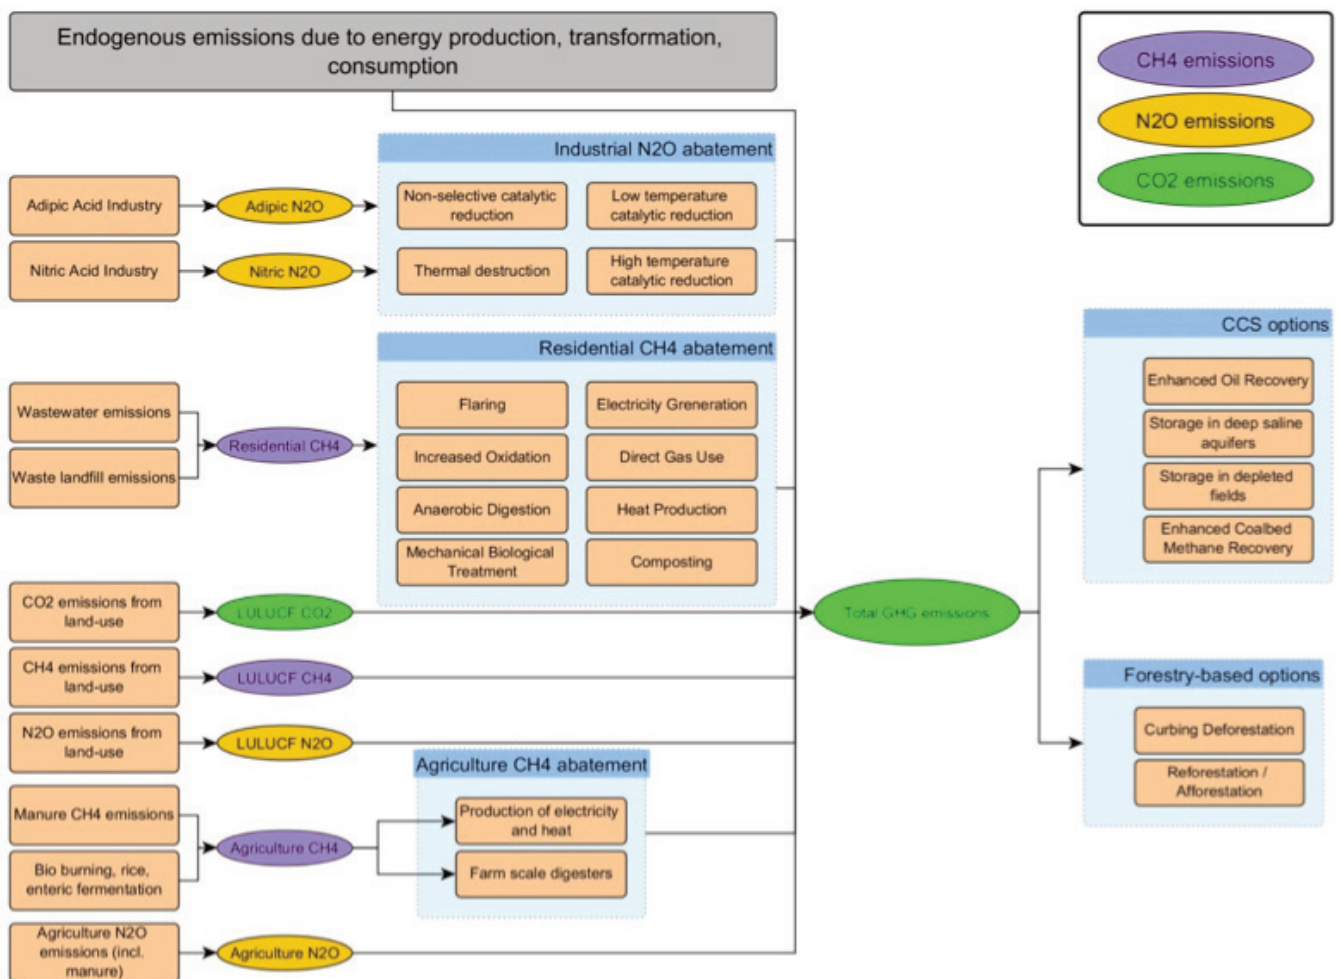 Endogenous emissions due to energy production, transformation,
consumption
CH4 emissions
N2O emissions
CO2 emissions
Industrial N2O abatement
Adipic Acid Industry
Adipic N2O
Non-selective catalytic
reduction
Low temperature
catalytic reduction
Nitric Acid Industry
Nitric N2O
Thermal destruction
High temperature
catalytic reduction
Residential CH4 abatement
Wastewater emissions
Waste landfill emissions
Residential CH4
Flaring
Electricity Greneration
Increased Oxidation
Direct Gas Use
Anaerobic Digestion
Heat Production
Mechanical Biological
Treatment
Composting
CO2 emissions from
land-use
LULUCF CO2
CH4 emissions from
land-use
LULUCF CH4
N2O emissions from
land-use
LULUCF N2O
Agriculture CH4 abatement
Manure CH4 emissions
Bio burning, rice,
enteric fermentation
Agriculture CH4
Production of electricity
and heat
Farm scale digesters
Agriculture N2O
emissions (incl.
manure)
Agriculture N2O
Total GHG emissions
CCS options
Enhanced Oil Recovery
Storage in deep saline
aquifers
Storage in depleted
fields
Enhanced Coalbed
Methane Recovery
Forestry-based options
Curbing Deforestation
Reforestation /
Afforestation